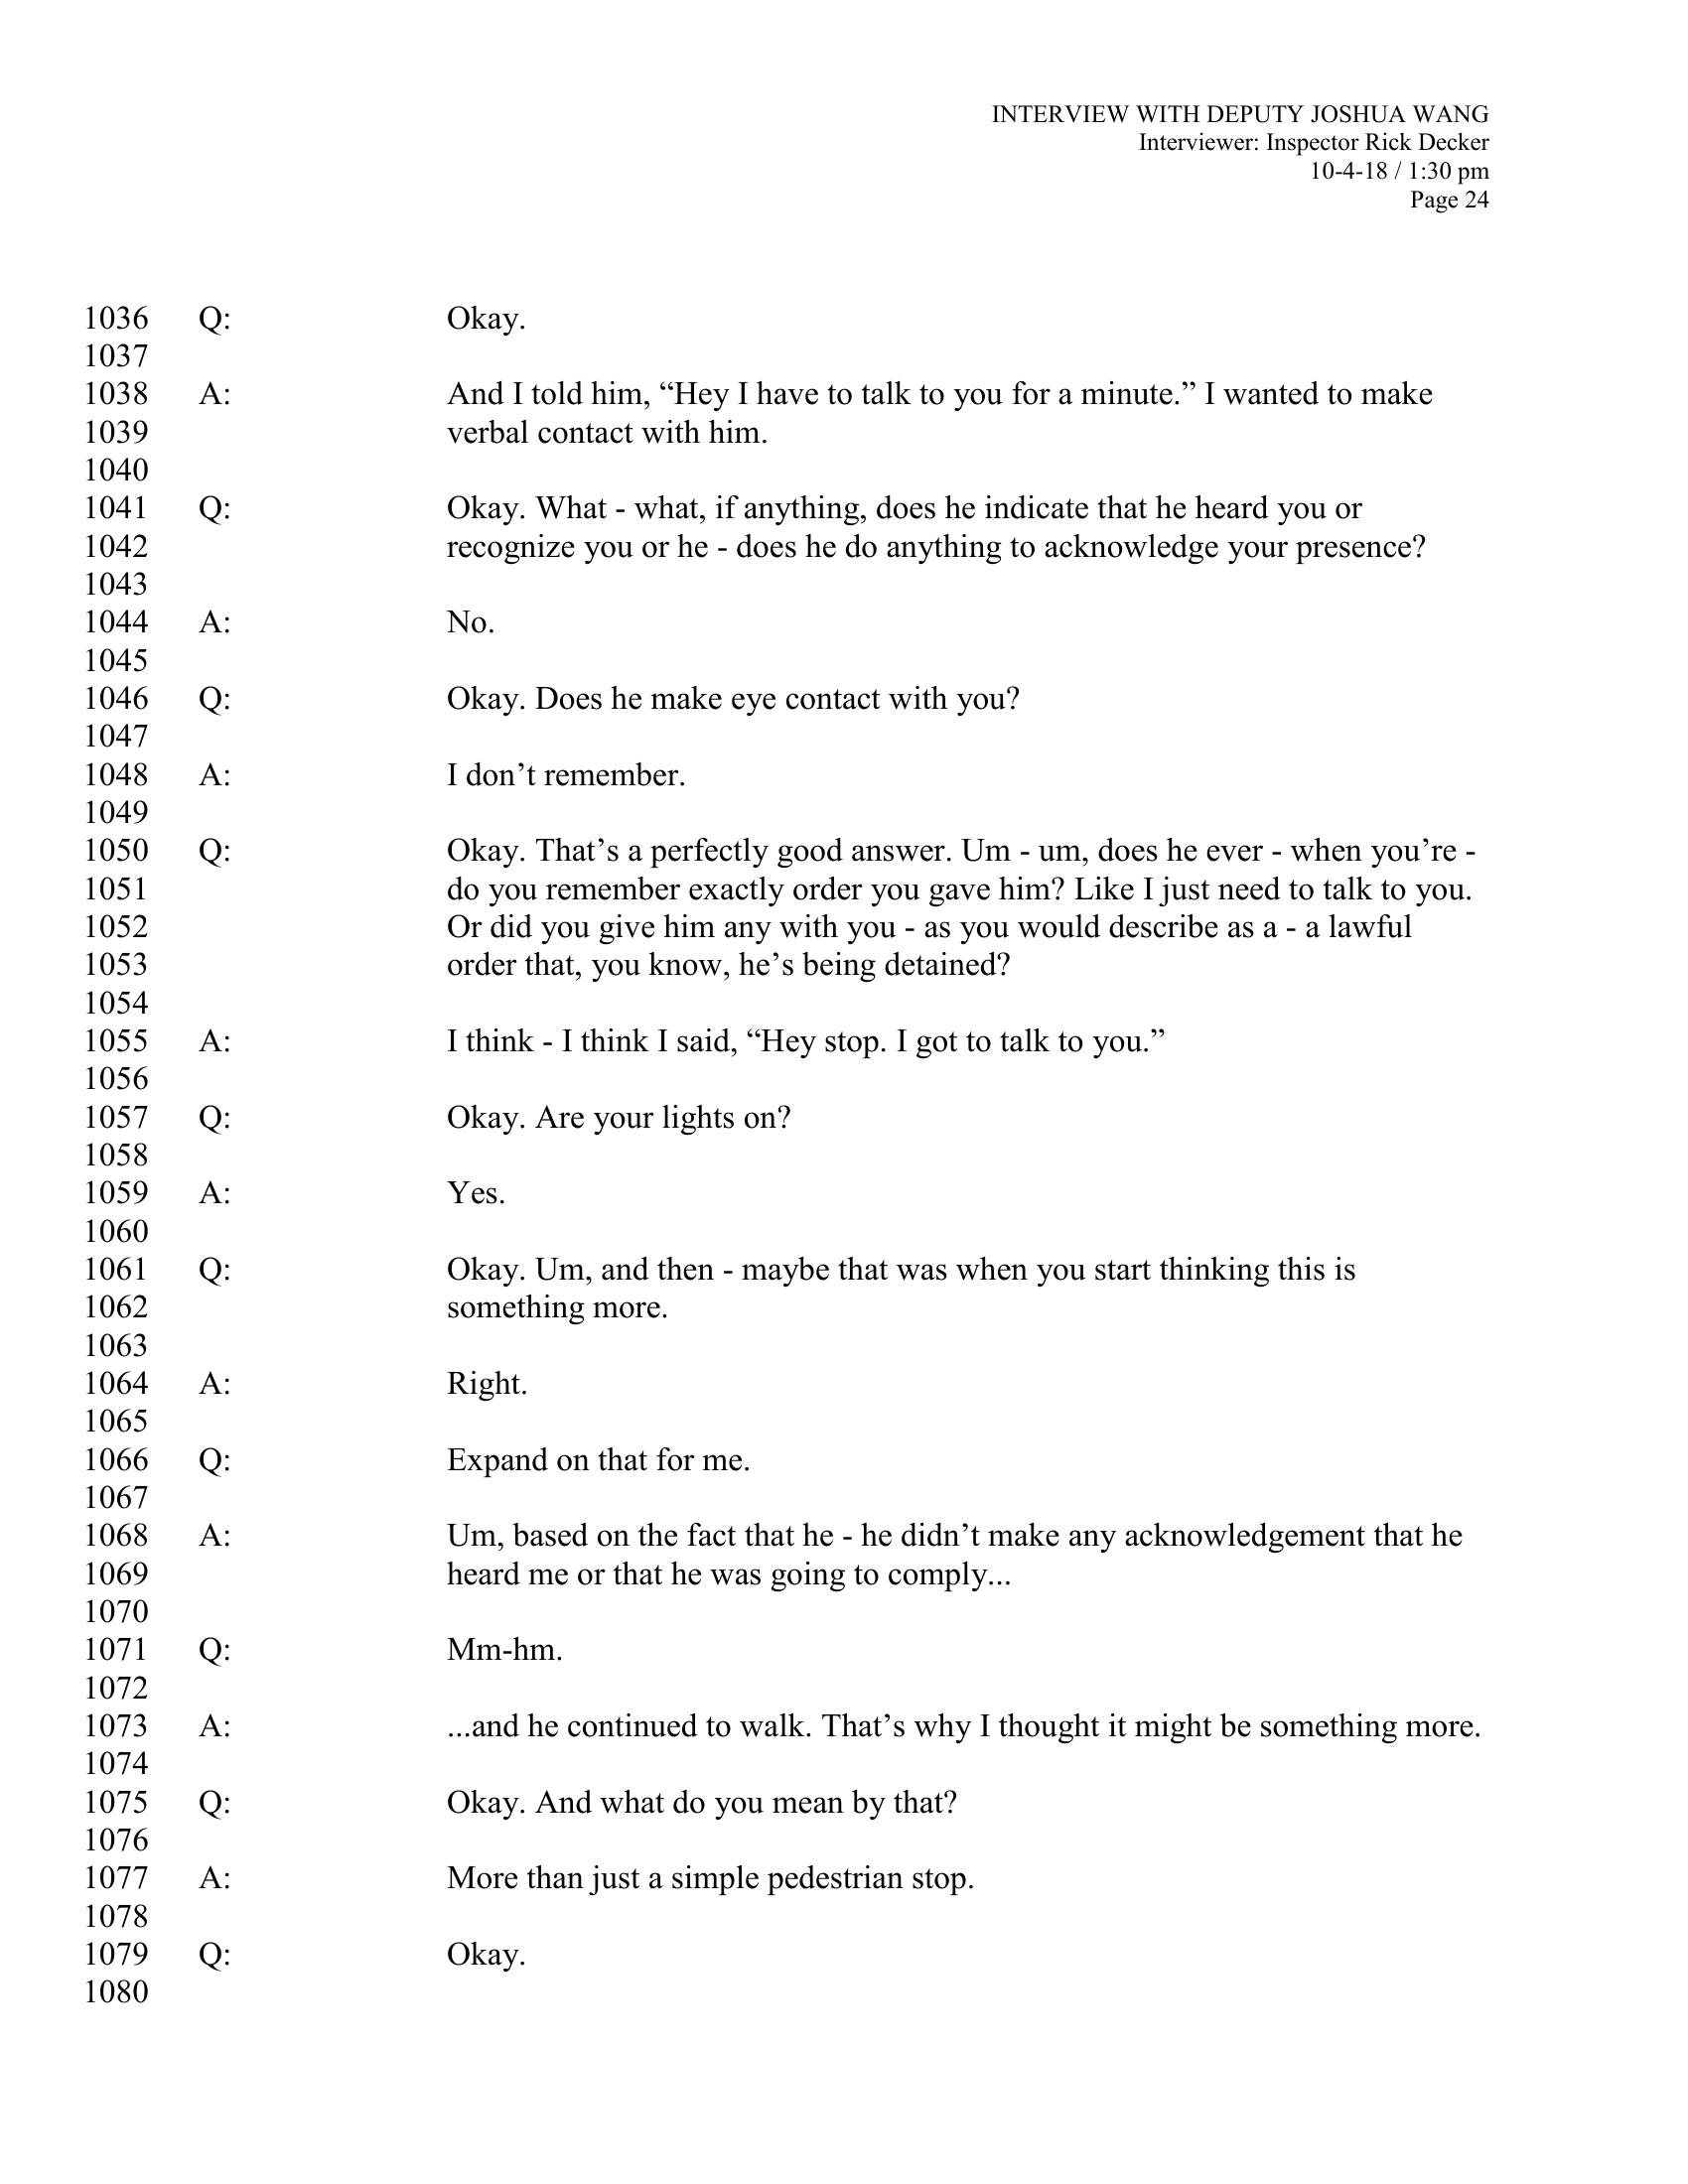 INTERVIEW WITH DEPUTY JOSHUA WANG
Interviewer: Inspector Rick Decker
10-4-18 / 1:30 pm
Page 24
1036 Q: Okay.
1037
1038 A: And I told him, “Hey I have to talk to you for a minute.” I wanted to make
1039 verbal contact with him.
1040
1041 Q: Okay. What - what, if anything, does he indicate that he heard you or
1042 recognize you or he - does he do anything to acknowledge your presence?
1043
1044 A: No.
1045
1046 Q: Okay. Does he make eye contact with you?
1047
1048 A: I don’t remember.
1049
1050 Q: Okay. That’s a perfectly good answer. Um - um, does he ever - when you’re -
1051 do you remember exactly order you gave him? Like I just need to talk to you.
1052 Or did you give him any with you - as you would describe as a - a lawful
1053 order that, you know, he’s being detained?
1054
1055 A: I think - I think I said, “Hey stop. I got to talk to you.”
1056
1057 Q: Okay. Are your lights on?
1058
1059 A: Yes.
1060
1061 Q: Okay. Um, and then - maybe that was when you start thinking this is
1062 something more.
1063
1064 A: Right.
1065
1066 Q: Expand on that for me.
1067
1068 A: Um, based on the fact that he - he didn’t make any acknowledgement that he
1069 heard me or that he was going to comply...
1070
1071 Q: Mm-hm.
1072
1073 A: ...and he continued to walk. That’s why I thought it might be something more.
1074
1075 Q: Okay. And what do you mean by that?
1076
1077 A: More than just a simple pedestrian stop.
1078
1079 Q: Okay.
1080